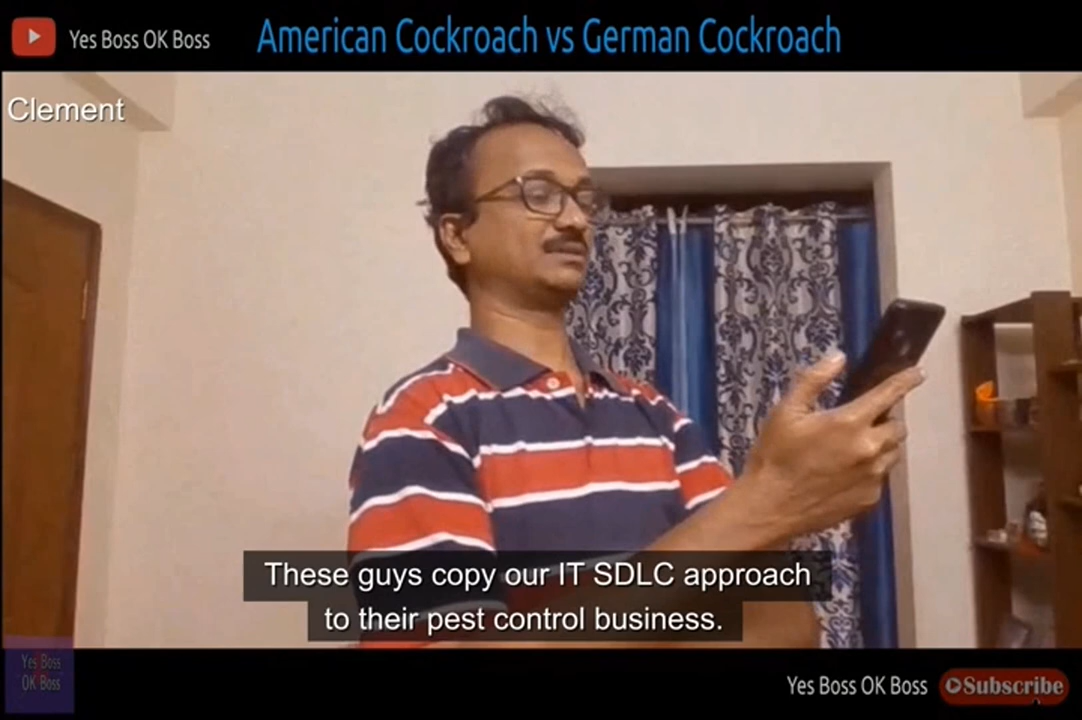 Yes Boss OK Boss
American Cockroach vs German Cockroach
Clement
These guys copy our IT SDLC approach
to their pest control business.
Yes Boss
OK Boss
Yes Boss OK Boss
Subscribe